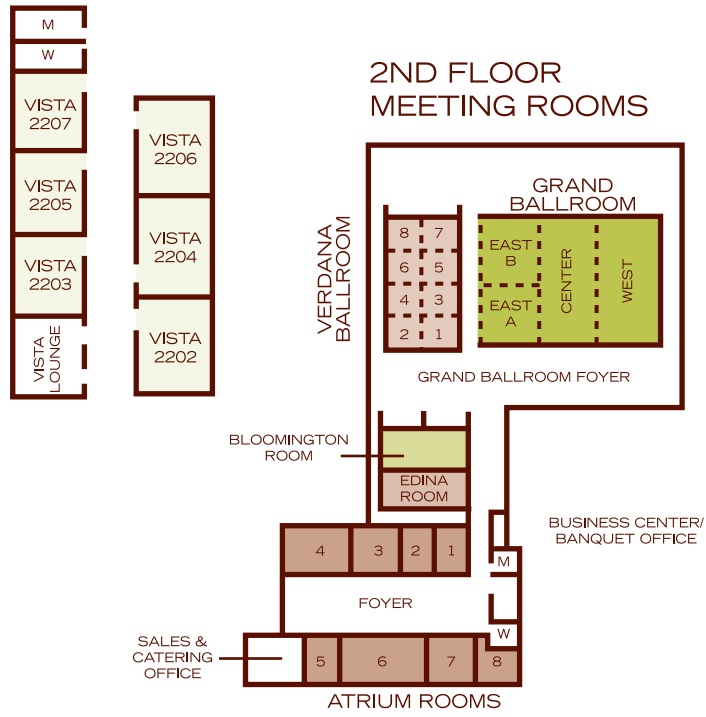 M
W
VISTA
2207
VISTA
2205
VISTA
2203
VISTA
LOUNGE
VISTA
2206
VISTA
2204
VISTA
2202
2ND FLOOR
MEETING ROOMS
VERDANA
BALLROOM
8 7
6 5
4 3
2 1
GRAND
BALLROOM
EAST
B
EAST
A
CENTER
WEST
GRAND BALLROOM FOYER
BLOOMINGTON
ROOM
EDINA
ROOM
BUSINESS CENTER/
BANQUET OFFICE
4 3 2 1
M
FOYER
W
SALES &
CATERING
OFFICE
5 6 7 8
ATRIUM ROOMS